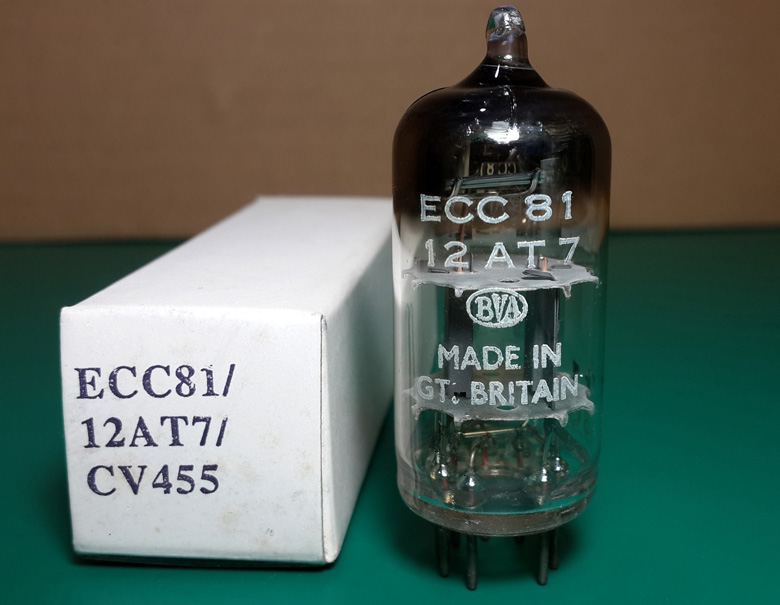 ECC81/
12AT7/
CV455
ECC 81
12 AT 7
BVA
MADE IN
GT. BRITAIN